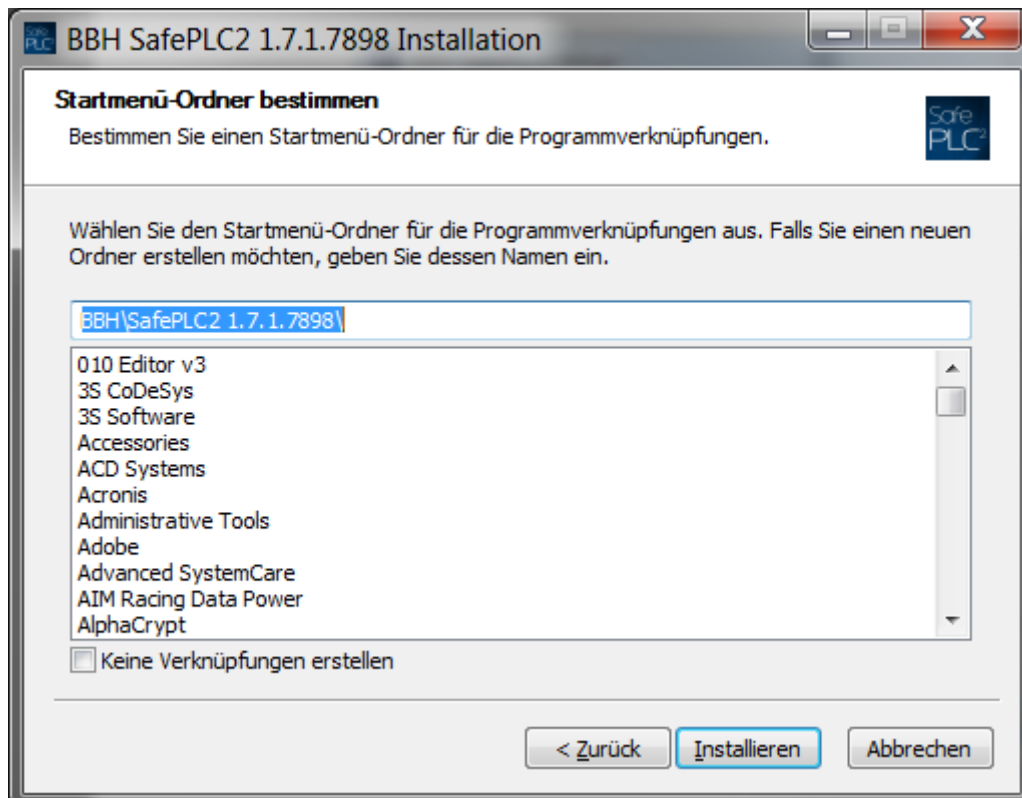 Safe
PLC²
BBH SafePLC2 1.7.1.7898 Installation
X
Startmenü-Ordner bestimmen
Bestimmen Sie einen Startmenü-Ordner für die Programmverknüpfungen.
Safe
PLC²
Wählen Sie den Startmenü-Ordner für die Programmverknüpfungen aus. Falls Sie einen neuen
Ordner erstellen möchten, geben Sie dessen Namen ein.
BBH\SafePLC2 1.7.1.7898\
010 Editor v3
3S CoDeSys
3S Software
Accessories
ACD Systems
Acronis
Administrative Tools
Adobe
Advanced SystemCare
AIM Racing Data Power
AlphaCrypt
Keine Verknüpfungen erstellen
< Zurück Installieren Abbrechen